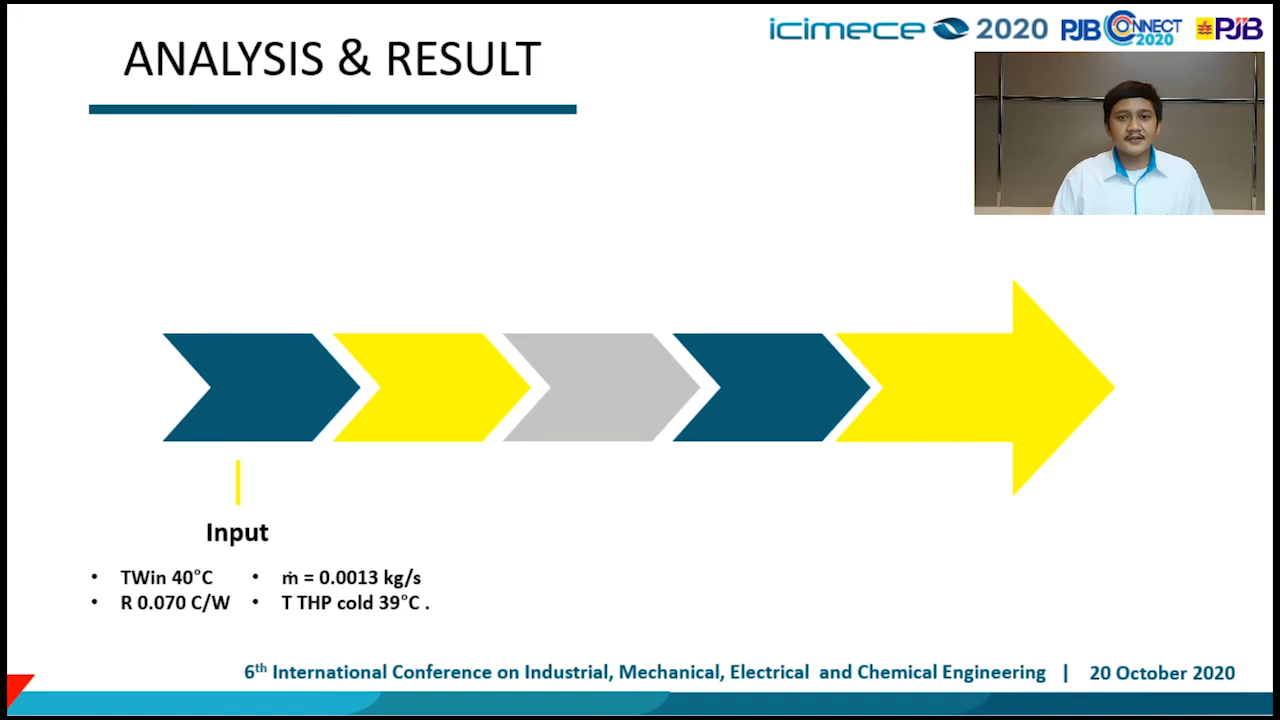 icimece 2020 PJB CONNECT 2020 PJB
ANALYSIS & RESULT
Input
• TWin 40°C • ṁ = 0.0013 kg/s
• R 0.070 C/W • T THP cold 39°C .
6th International Conference on Industrial, Mechanical, Electrical and Chemical Engineering | 20 October 2020